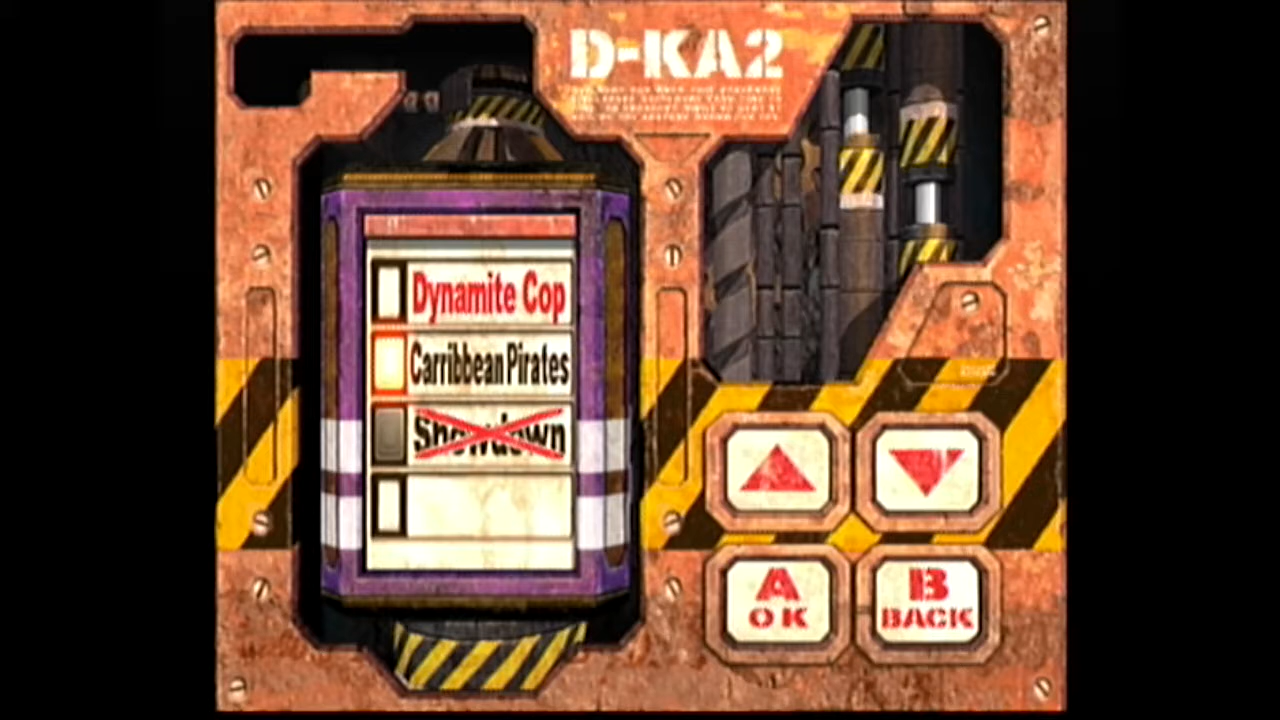 D-KA2
Dynamite Cop
Carribbean Pirates
Showdown
A
OK
B
BACK